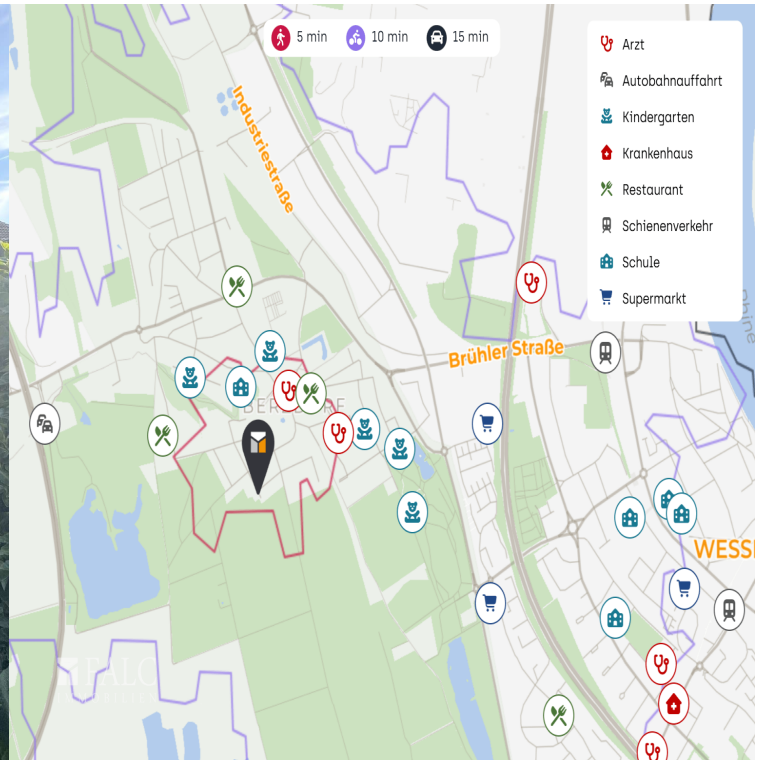 5 min
10 min
15 min
Arzt
Autobahnauffahrt
Kindergarten
Krankenhaus
Restaurant
Schienenverkehr
Schule
Supermarkt
Industriestraße
Brühler Straße
WESS